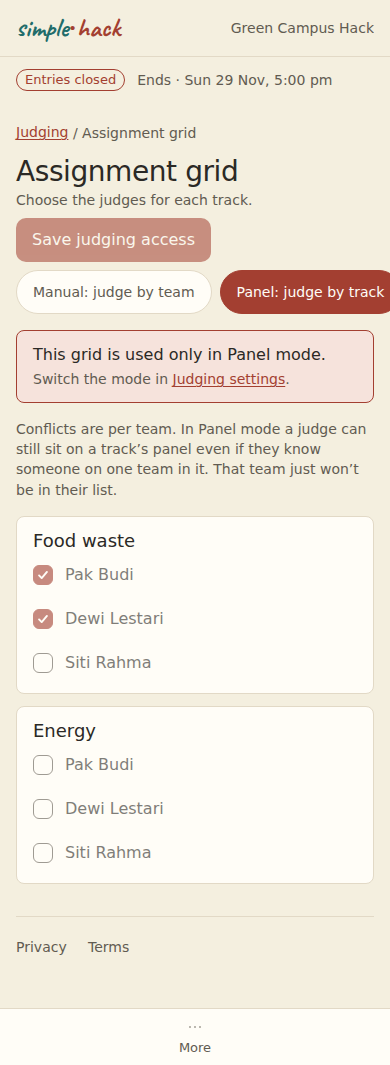 simple·hack
Green Campus Hack
Entries closed
Ends · Sun 29 Nov, 5:00 pm
Judging / Assignment grid
Assignment grid
Choose the judges for each track.
Save judging access
Manual: judge by team
Panel: judge by track
This grid is used only in Panel mode.
Switch the mode in Judging settings.
Conflicts are per team. In Panel mode a judge can
still sit on a track’s panel even if they know
someone on one team in it. That team just won’t
be in their list.
Food waste
Pak Budi
Dewi Lestari
Siti Rahma
Energy
Pak Budi
Dewi Lestari
Siti Rahma
Privacy
Terms
...
More